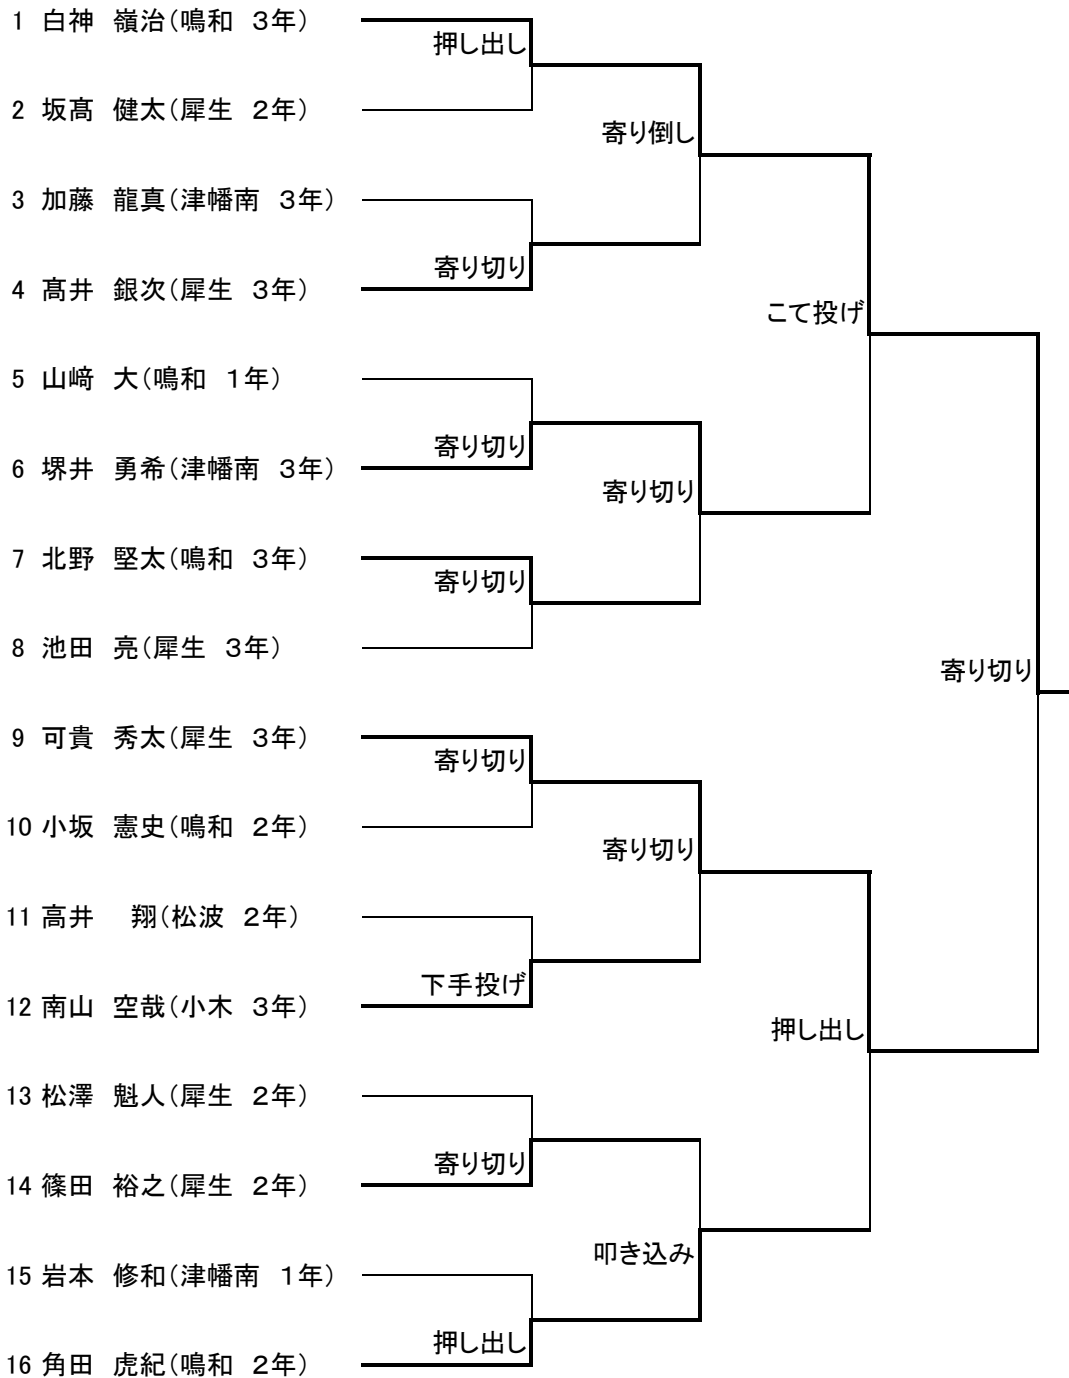 1 白神　嶺治（鳴和　３年）
押し出し
2 坂髙　健太（犀生　２年）
寄り倒し
3 加藤　龍真（津幡南　３年）
寄り切り
4 髙井　銀次（犀生　３年）
こて投げ
5 山﨑　大（鳴和　１年）
寄り切り
6 堺井　勇希（津幡南　３年）
寄り切り
7 北野　堅太（鳴和　３年）
寄り切り
8 池田　亮（犀生　３年）
寄り切り
9 可貴　秀太（犀生　３年）
寄り切り
10 小坂　憲史（鳴和　２年）
寄り切り
11 高井　 翔（松波　２年）
下手投げ
12 南山　空哉（小木　３年）
押し出し
13 松澤　魁人（犀生　２年）
寄り切り
14 篠田　裕之（犀生　２年）
叩き込み
15 岩本　修和（津幡南　１年）
押し出し
16 角田　虎紀（鳴和　２年）